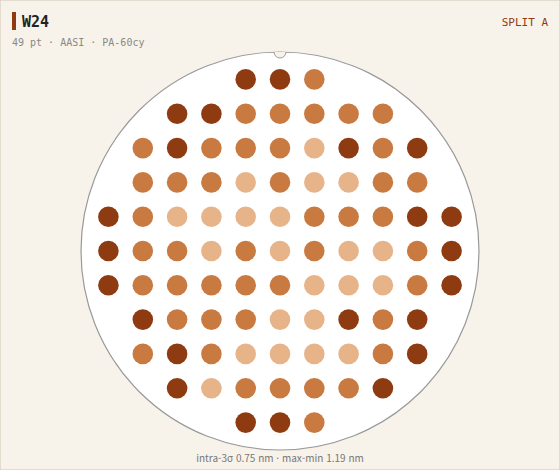 W24
SPLIT A
49 pt · AASI · PA-60cy
intra-3σ 0.75 nm · max-min 1.19 nm